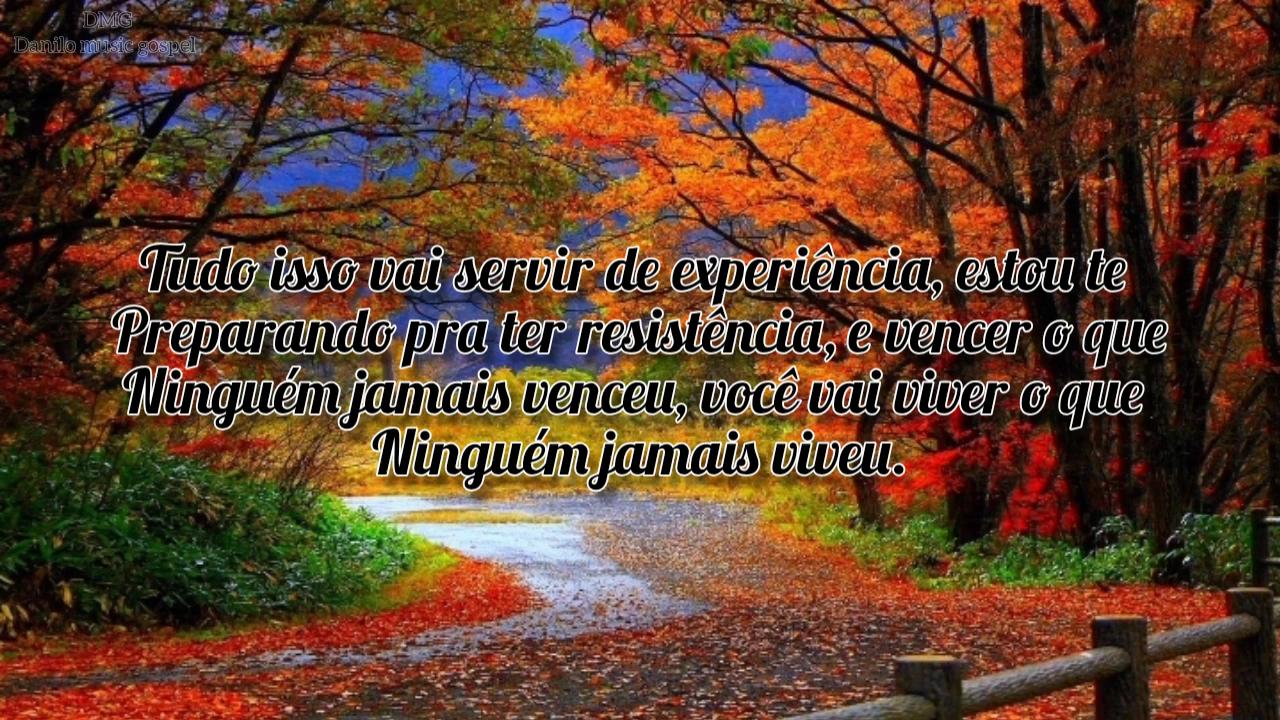 DMG
Danilo music gospel
Tudo isso vai servir de experiência, estou te
Preparando pra ter resistência, e vencer o que
Ninguém jamais venceu, você vai viver o que
Ninguém jamais viveu.